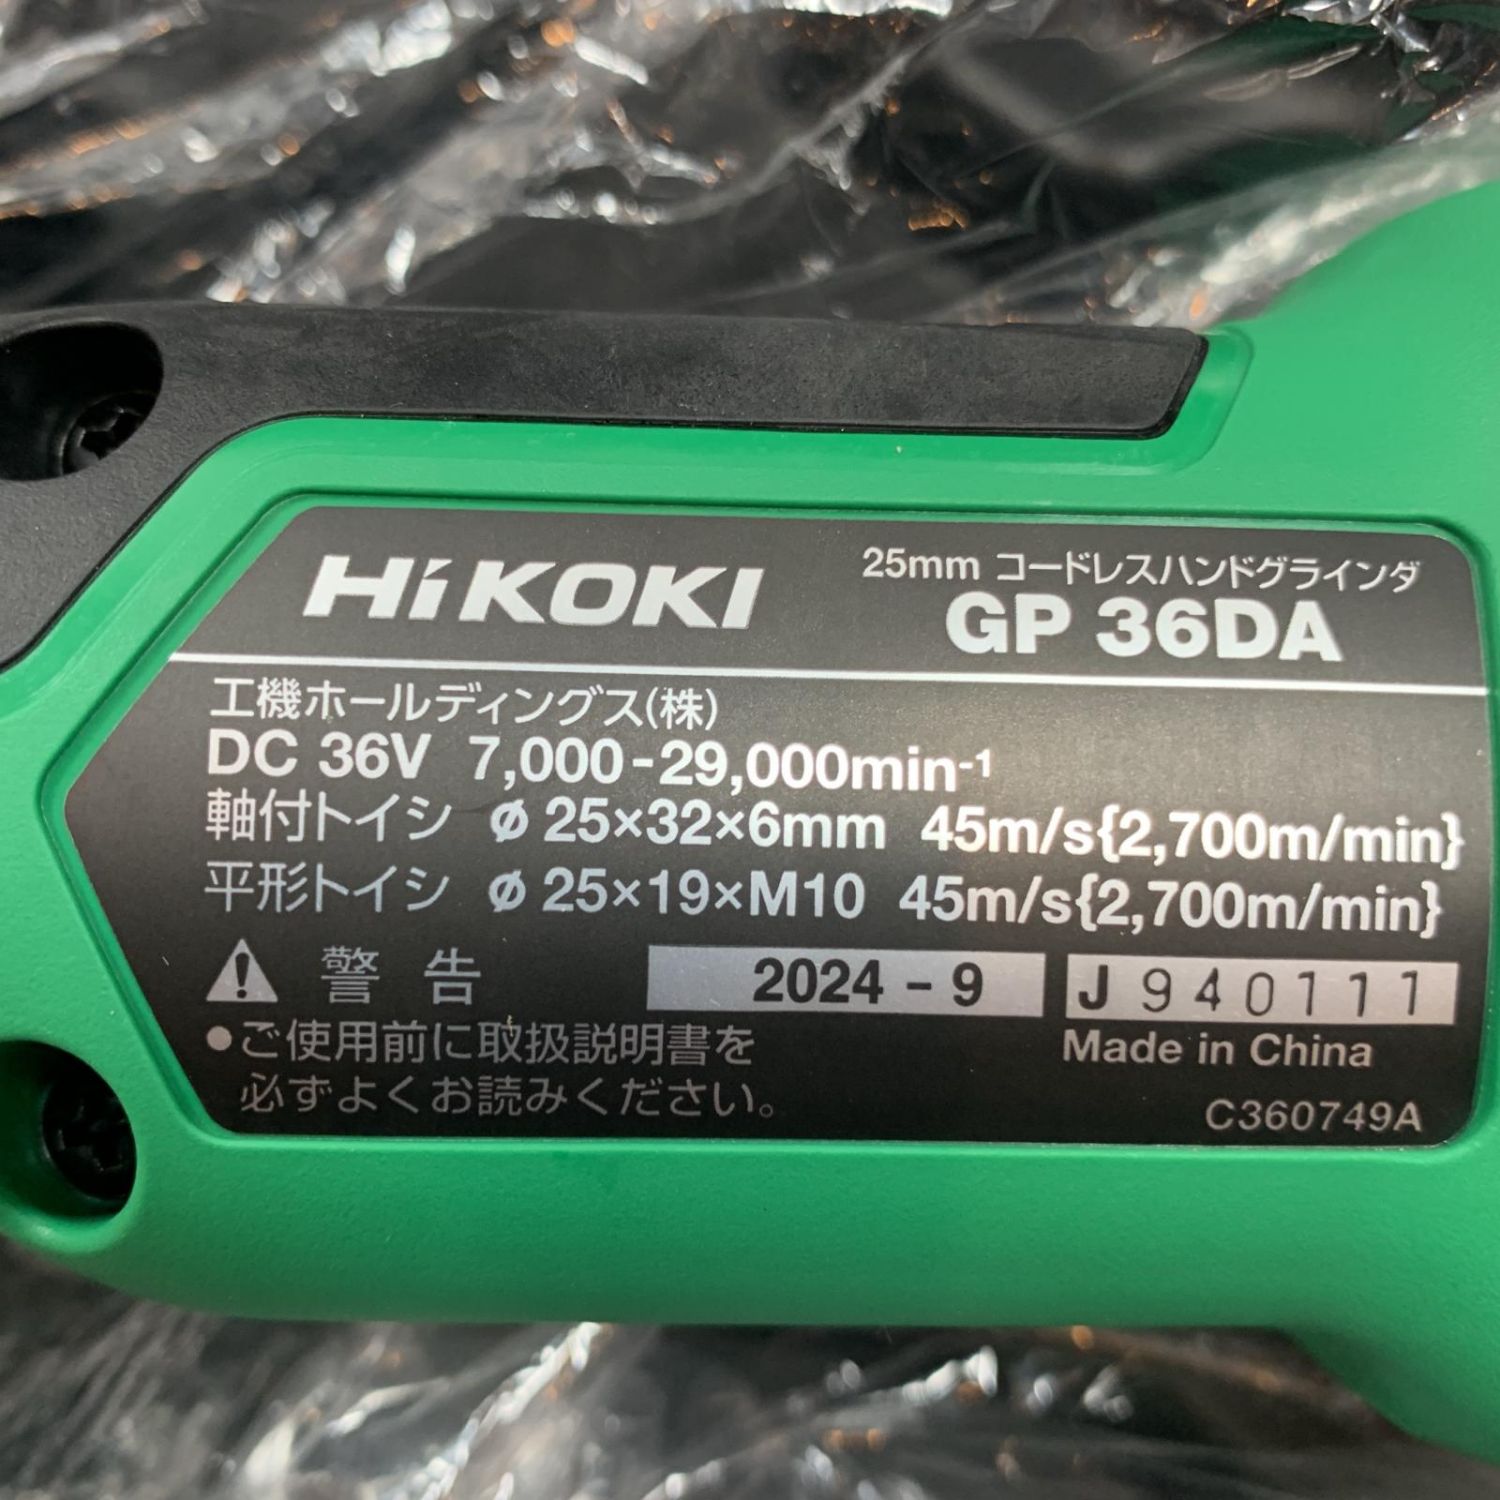 HiKOKI
25mm コードレスハンドグラインダ
GP 36DA
工機ホールディングス(株)
DC 36V 7,000-29,000min⁻¹
軸付トイシ ø 25×32×6mm 45m/s{2,700m/min}
平形トイシ ø 25×19×M10 45m/s{2,700m/min}
警告
2024 - 9
J 940111
Made in China
●ご使用前に取扱説明書を
必ずよくお読みください。
C360749A